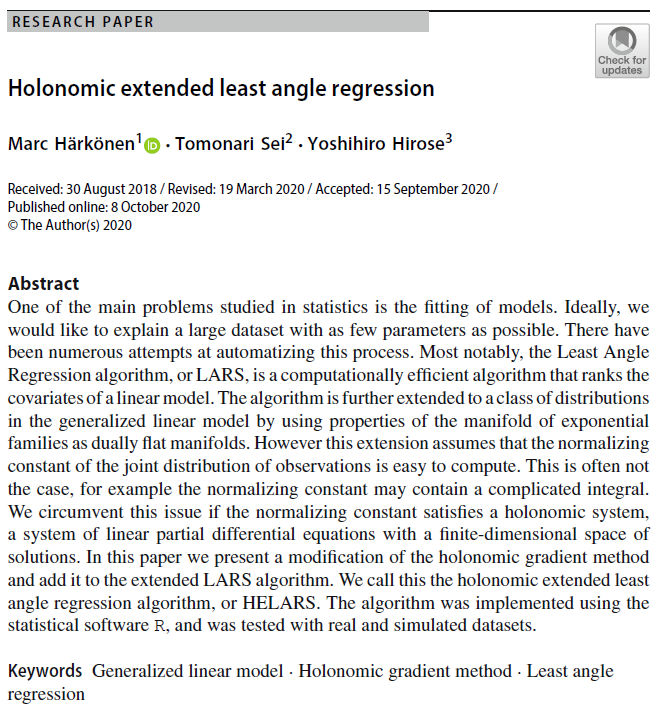 RESEARCH PAPER
Check for
updates
Holonomic extended least angle regression
Marc Härkönen¹ iD · Tomonari Sei² · Yoshihiro Hirose³
Received: 30 August 2018 / Revised: 19 March 2020 / Accepted: 15 September 2020 /
Published online: 8 October 2020
© The Author(s) 2020
Abstract
One of the main problems studied in statistics is the fitting of models. Ideally, we
would like to explain a large dataset with as few parameters as possible. There have
been numerous attempts at automatizing this process. Most notably, the Least Angle
Regression algorithm, or LARS, is a computationally efficient algorithm that ranks the
covariates of a linear model. The algorithm is further extended to a class of distributions
in the generalized linear model by using properties of the manifold of exponential
families as dually flat manifolds. However this extension assumes that the normalizing
constant of the joint distribution of observations is easy to compute. This is often not
the case, for example the normalizing constant may contain a complicated integral.
We circumvent this issue if the normalizing constant satisfies a holonomic system,
a system of linear partial differential equations with a finite-dimensional space of
solutions. In this paper we present a modification of the holonomic gradient method
and add it to the extended LARS algorithm. We call this the holonomic extended least
angle regression algorithm, or HELARS. The algorithm was implemented using the
statistical software R, and was tested with real and simulated datasets.
Keywords Generalized linear model · Holonomic gradient method · Least angle
regression